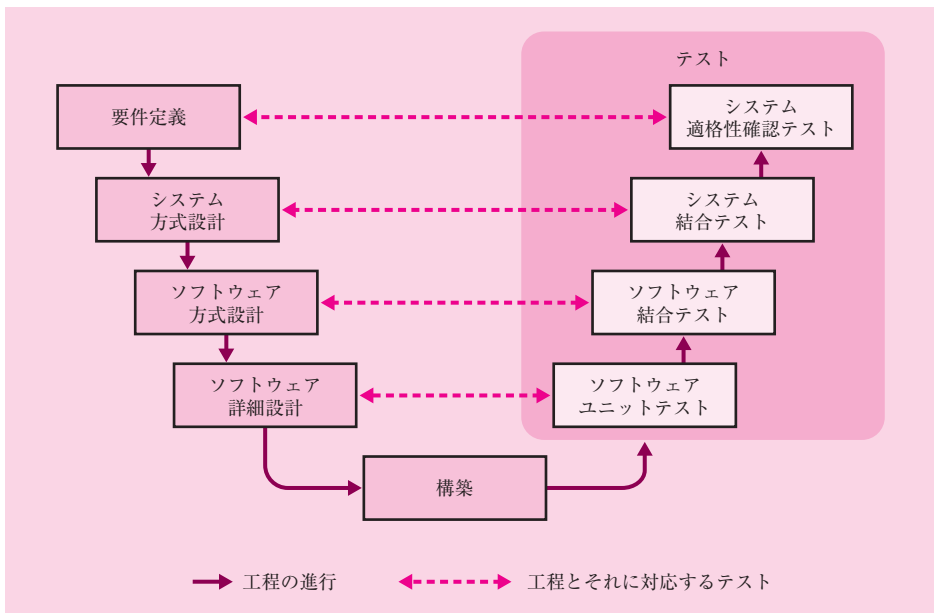 テスト
要件定義
システム
適格性確認テスト
システム
方式設計
システム
結合テスト
ソフトウェア
方式設計
ソフトウェア
結合テスト
ソフトウェア
詳細設計
ソフトウェア
ユニットテスト
構築
工程の進行
工程とそれに対応するテスト